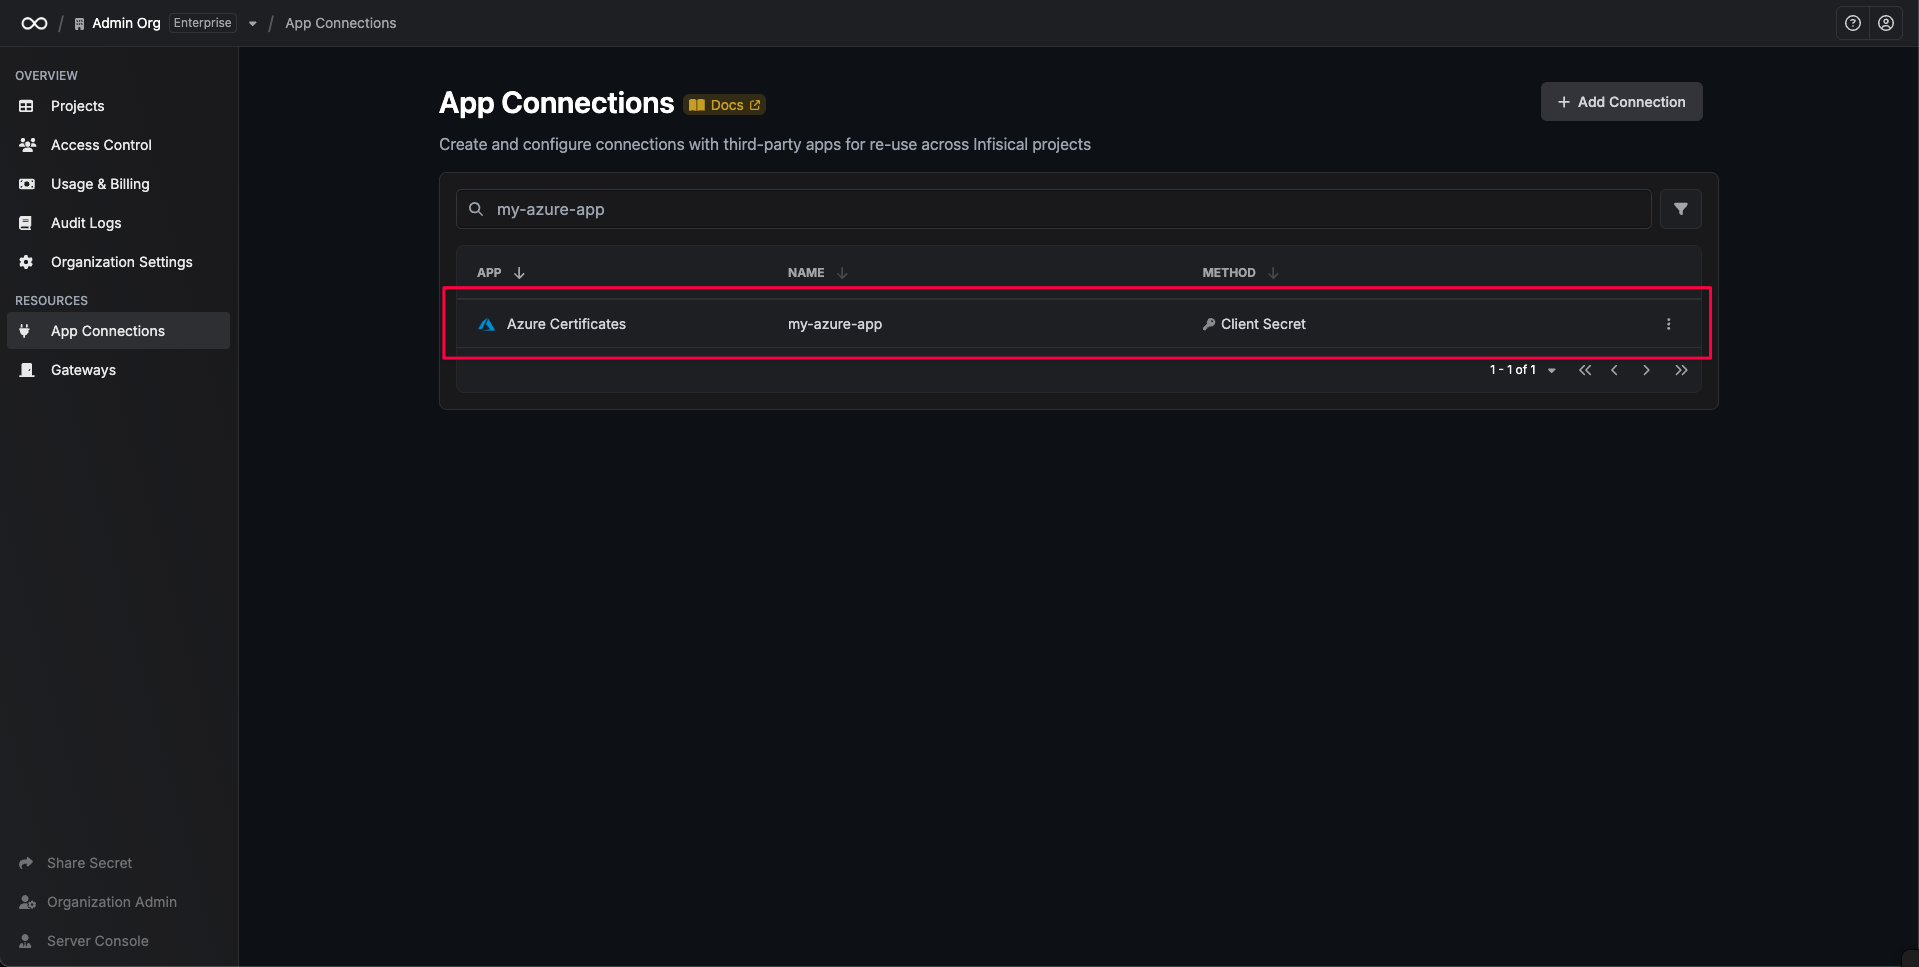 / Admin Org Enterprise / App Connections
OVERVIEW
Projects
Access Control
Usage & Billing
Audit Logs
Organization Settings
RESOURCES
App Connections
Gateways
Share Secret
Organization Admin
Server Console
App Connections Docs
+ Add Connection
Create and configure connections with third-party apps for re-use across Infisical projects
my-azure-app
APP NAME METHOD
Azure Certificates my-azure-app Client Secret
1 - 1 of 1